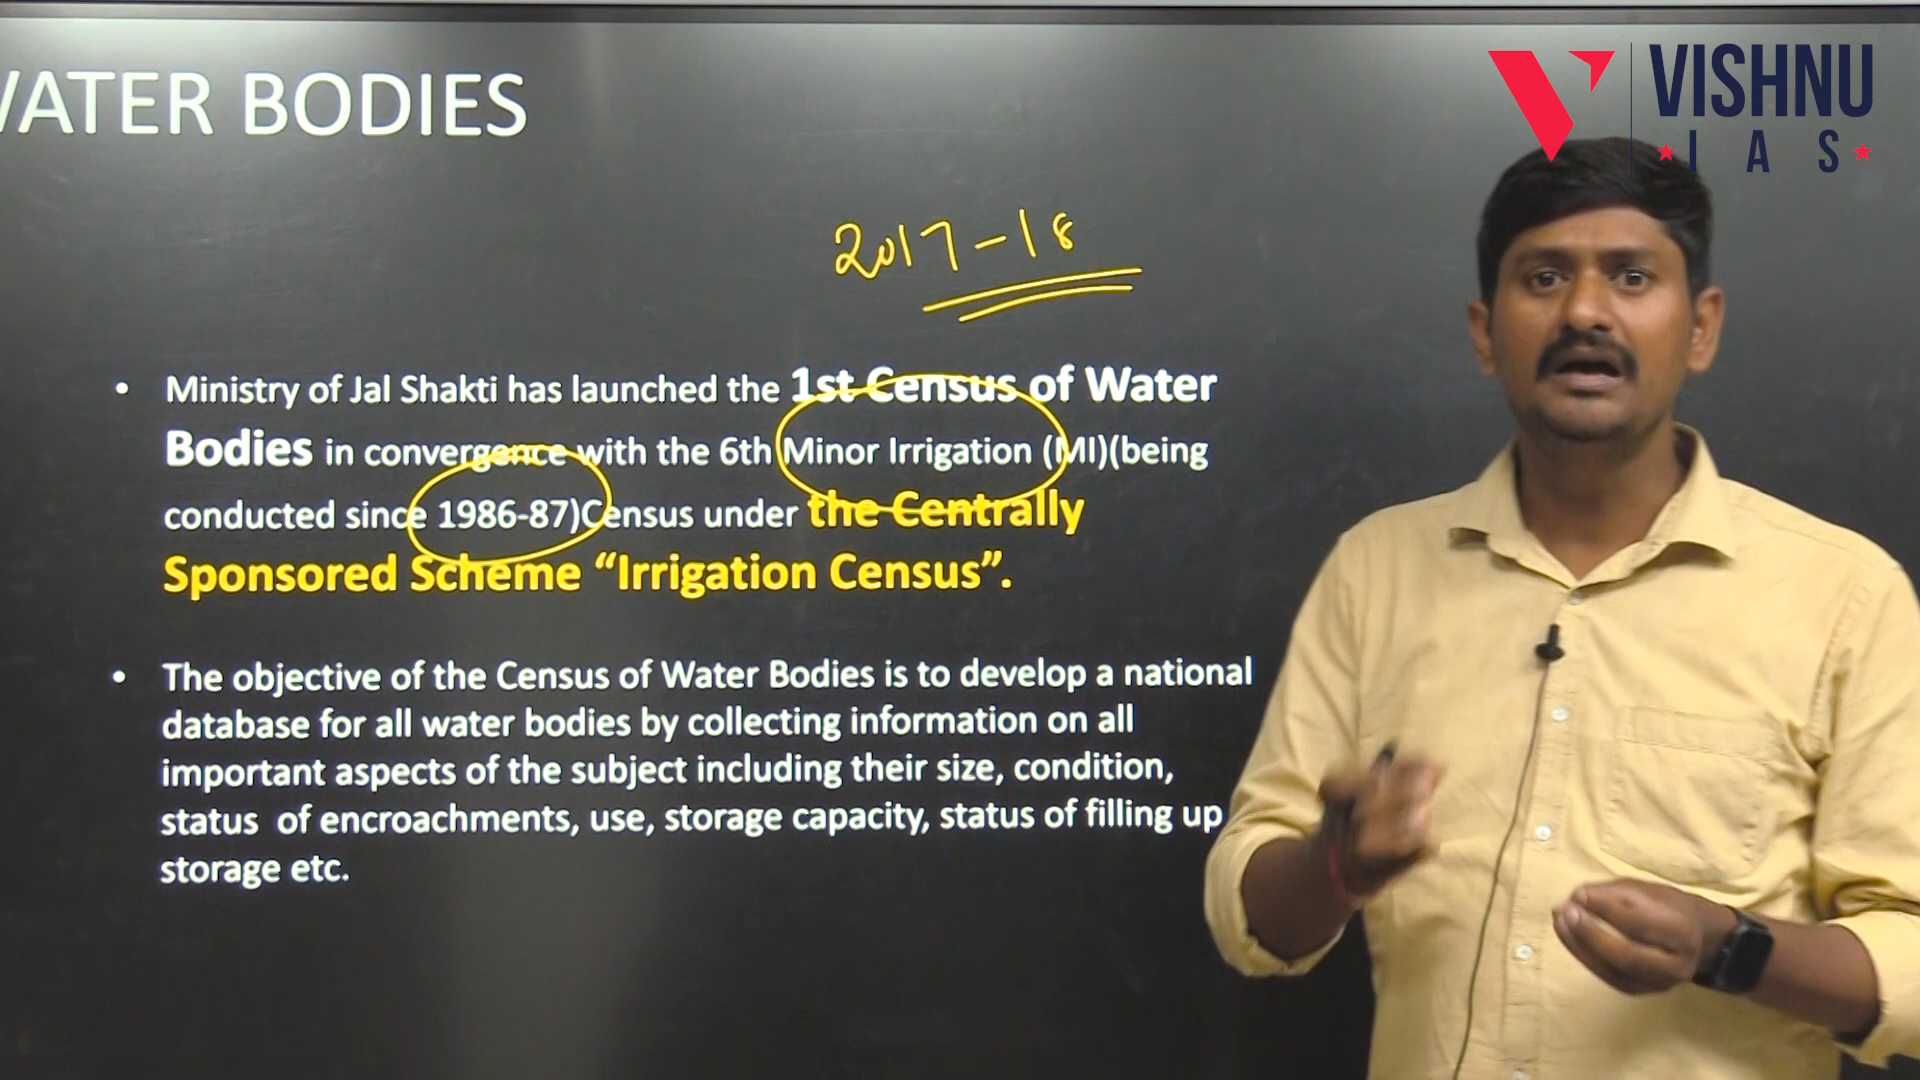 VISHNU
IAS
WATER BODIES
2017-18
• Ministry of Jal Shakti has launched the 1st Census of Water
Bodies in convergence with the 6th Minor Irrigation (MI)(being
conducted since 1986-87)Census under the Centrally
Sponsored Scheme “Irrigation Census”.
• The objective of the Census of Water Bodies is to develop a national
database for all water bodies by collecting information on all
important aspects of the subject including their size, condition,
status of encroachments, use, storage capacity, status of filling up
storage etc.